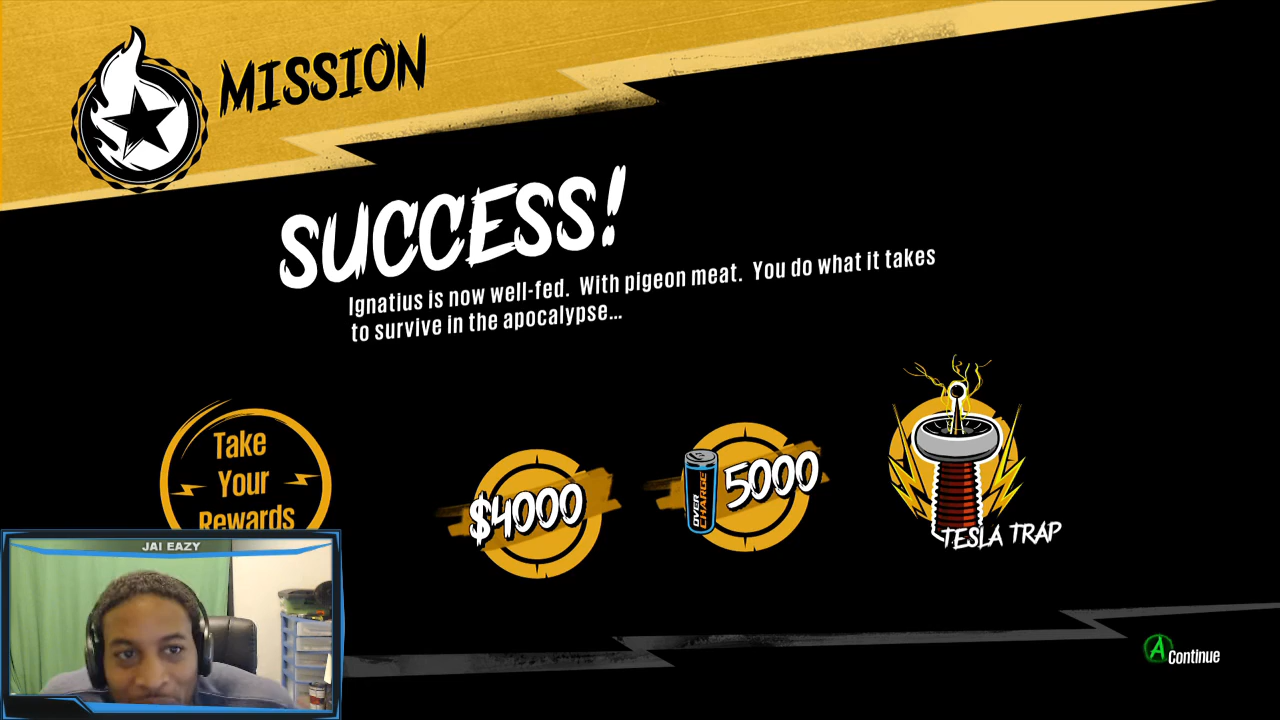 MISSION
SUCCESS!
Ignatius is now well-fed. With pigeon meat. You do what it takes
to survive in the apocalypse...
Take
Your
Rewards
$4000
OVER
CHARGE
5000
TESLA TRAP
JAI EAZY
A Continue